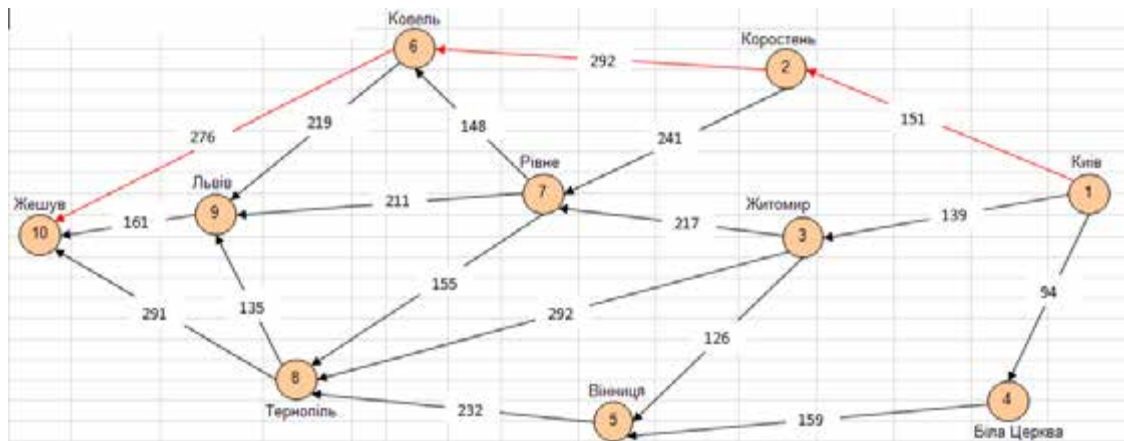 Ковель
6
Коростень
2
292
151
276
219
148
241
Рівне
7
Київ
1
Львів
9
211
Жешув
10
161
Житомир
3
217
139
155
94
291
135
292
126
8
Тернопіль
232
Вінниця
5
159
4
Біла Церква